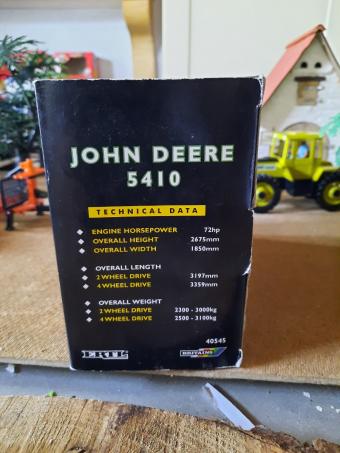 JOHN DEERE
5410
TECHNICAL DATA
ENGINE HORSEPOWER 72hp
OVERALL HEIGHT 2675mm
OVERALL WIDTH 1850mm
OVERALL LENGTH
2 WHEEL DRIVE 3197mm
4 WHEEL DRIVE 3359mm
OVERALL WEIGHT
2 WHEEL DRIVE 2300 - 3000kg
4 WHEEL DRIVE 2500 - 3100kg
40545
ERTL BRITAINS